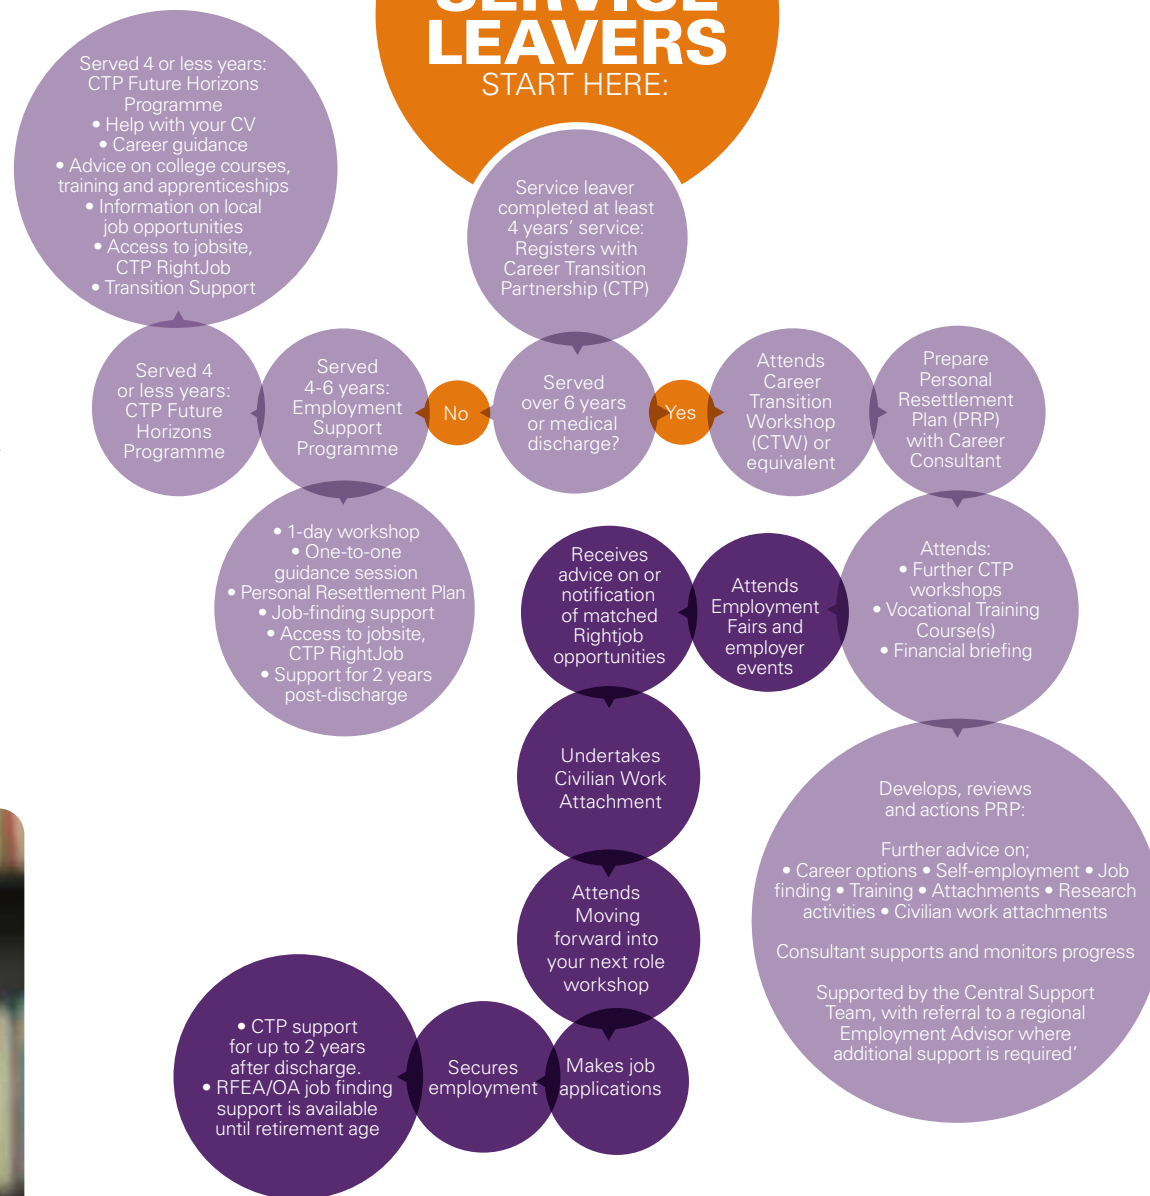 SERVICE
LEAVERS
START HERE:
Served 4 or less years:
CTP Future Horizons
Programme
• Help with your CV
• Career guidance
• Advice on college courses,
training and apprenticeships
• Information on local
job opportunities
• Access to jobsite,
CTP RightJob
• Transition Support
Service leaver
completed at least
4 years’ service:
Registers with
Career Transition
Partnership (CTP)
Served 4
or less years:
CTP Future
Horizons
Programme
Served
4-6 years:
Employment
Support
Programme
No
Served
over 6 years
or medical
discharge?
Yes
Attends
Career
Transition
Workshop
(CTW) or
equivalent
Prepare
Personal
Resettlement
Plan (PRP)
with Career
Consultant
• 1-day workshop
• One-to-one
guidance session
• Personal Resettlement Plan
• Job-finding support
• Access to jobsite,
CTP RightJob
• Support for 2 years
post-discharge
Receives
advice on or
notification
of matched
Rightjob
opportunities
Attends
Employment
Fairs and
employer
events
Attends:
• Further CTP
workshops
• Vocational Training
Course(s)
• Financial briefing
Undertakes
Civilian Work
Attachment
Develops, reviews
and actions PRP:
Further advice on;
• Career options • Self-employment • Job
finding • Training • Attachments • Research
activities • Civilian work attachments
Consultant supports and monitors progress
Supported by the Central Support
Team, with referral to a regional
Employment Advisor where
additional support is required’
Attends
Moving
forward into
your next role
workshop
• CTP support
for up to 2 years
after discharge.
• RFEA/OA job finding
support is available
until retirement age
Secures
employment
Makes job
applications